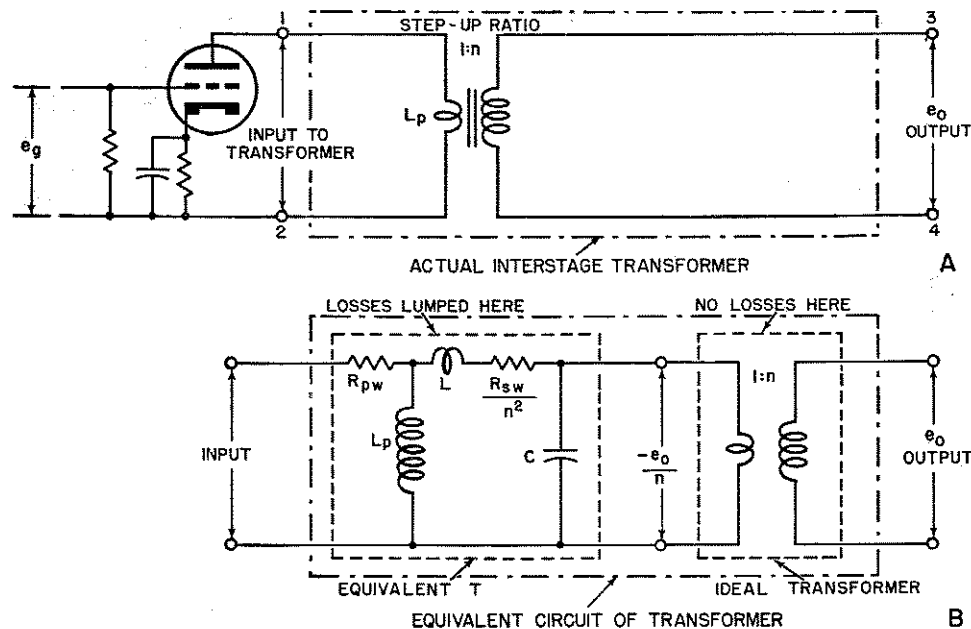 1
STEP-UP RATIO
1:n
3
Lp
eg
INPUT TO
TRANSFORMER
eo
OUTPUT
2
4
ACTUAL INTERSTAGE TRANSFORMER
A
LOSSES LUMPED HERE
NO LOSSES HERE
Rpw
L
Rsw
n²
1:n
Lp
C
INPUT
-eo
n
eo
OUTPUT
EQUIVALENT T
IDEAL TRANSFORMER
EQUIVALENT CIRCUIT OF TRANSFORMER
B